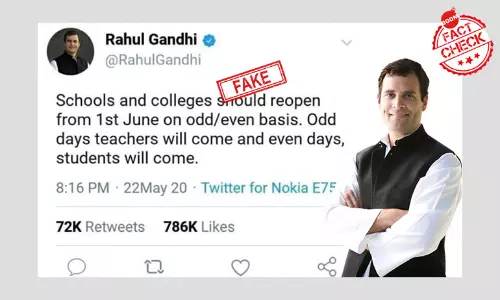 Rahul Gandhi
@RahulGandhi
BOOM
FACT
CHECK
FAKE
Schools and colleges should reopen
from 1st June on odd/even basis. Odd
days teachers will come and even days,
students will come.
8:16 PM · 22May 20 · Twitter for Nokia E75
72K Retweets 786K Likes